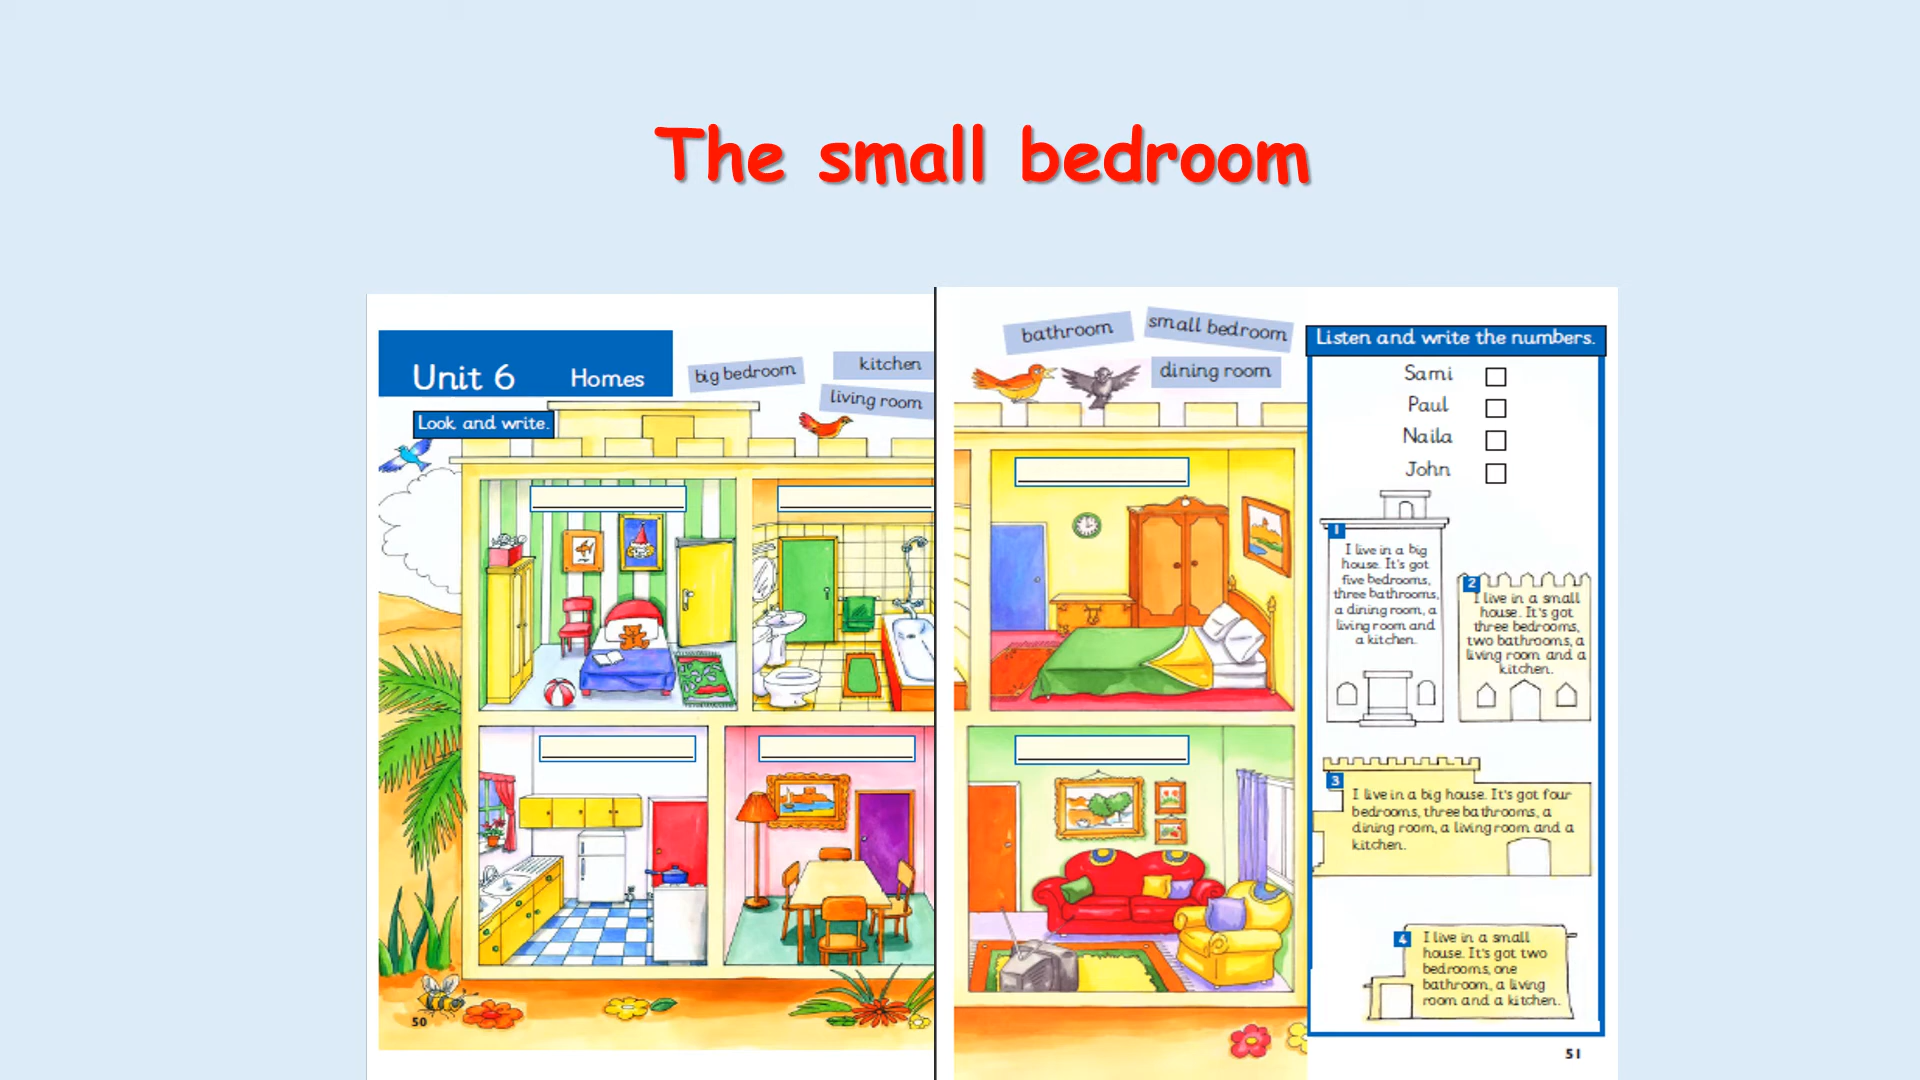 The small bedroom
Unit 6 Homes
big bedroom
kitchen
living room
Look and write.
50
bathroom
small bedroom
dining room
Listen and write the numbers.
Sami
Paul
Naila
John
1
I live in a big
house. It's got
five bedrooms,
three bathrooms,
a dining room, a
living room and
a kitchen.
2
I live in a small
house. It's got
three bedrooms,
two bathrooms, a
living room and a
kitchen.
3
I live in a big house. It's got four
bedrooms, three bathrooms, a
dining room, a living room and a
kitchen.
4
I live in a small
house. It's got two
bedrooms, one
bathroom, a living
room and a kitchen.
51